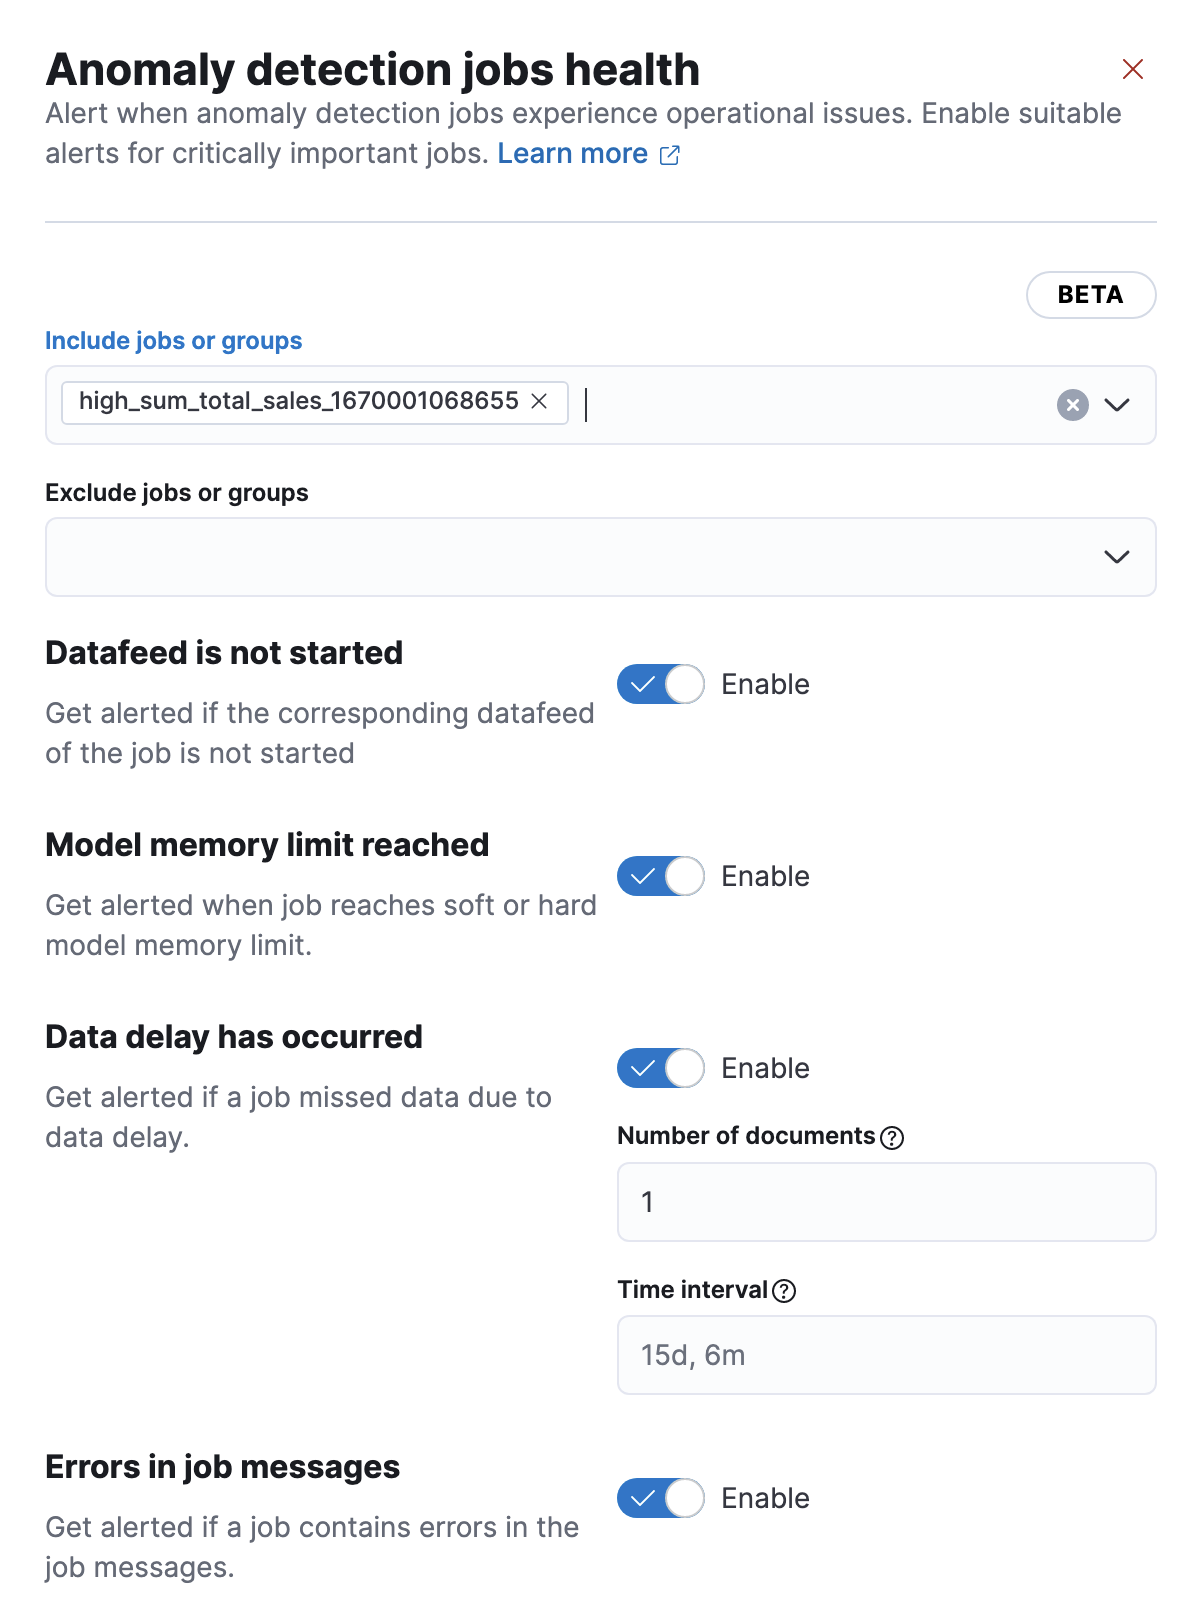 Anomaly detection jobs health
Alert when anomaly detection jobs experience operational issues. Enable suitable
alerts for critically important jobs. Learn more
BETA
Include jobs or groups
high_sum_total_sales_1670001068655
Exclude jobs or groups
Datafeed is not started
Enable
Get alerted if the corresponding datafeed
of the job is not started
Model memory limit reached
Enable
Get alerted when job reaches soft or hard
model memory limit.
Data delay has occurred
Enable
Get alerted if a job missed data due to
data delay.
Number of documents
1
Time interval
15d, 6m
Errors in job messages
Enable
Get alerted if a job contains errors in the
job messages.